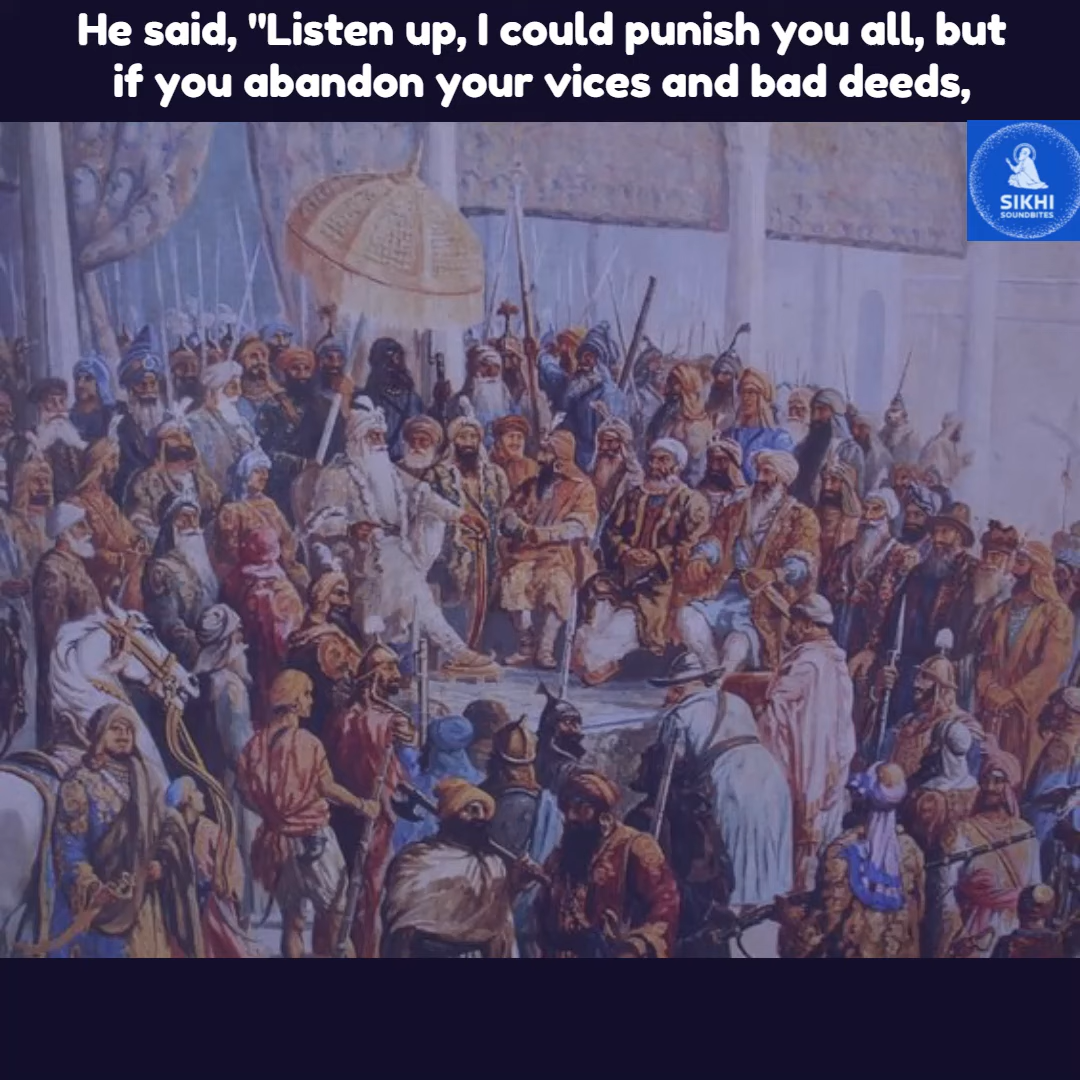 He said, "Listen up, I could punish you all, but
if you abandon your vices and bad deeds,
SIKHI
SOUNDBITES